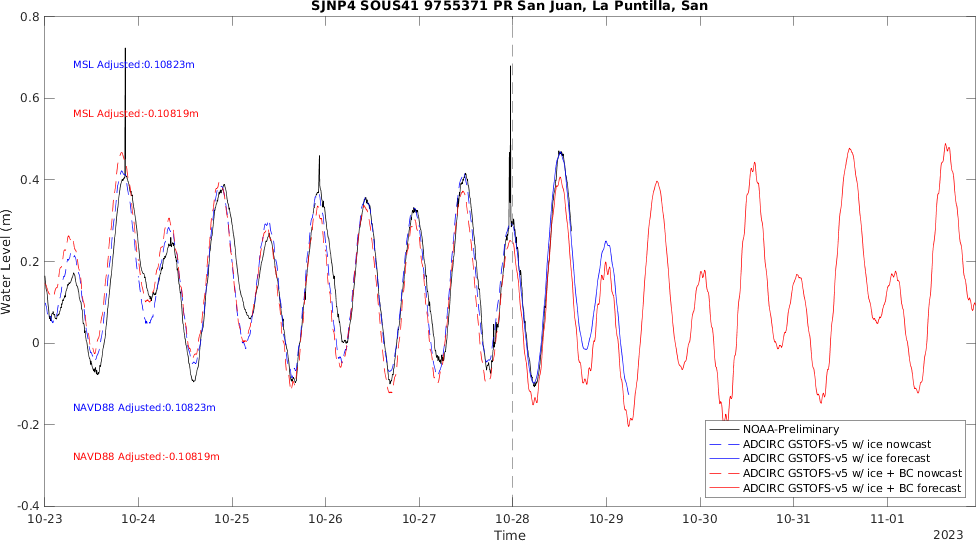 SJNP4 SOUS41 9755371 PR San Juan, La Puntilla, San
0.8
0.6
0.4
0.2
0
-0.2
-0.4
Water Level (m)
MSL Adjusted:0.10823m
MSL Adjusted:-0.10819m
NAVD88 Adjusted:0.10823m
NAVD88 Adjusted:-0.10819m
NOAA-Preliminary
ADCIRC GSTOFS-v5 w/ ice nowcast
ADCIRC GSTOFS-v5 w/ ice forecast
ADCIRC GSTOFS-v5 w/ ice + BC nowcast
ADCIRC GSTOFS-v5 w/ ice + BC forecast
10-23 10-24 10-25 10-26 10-27 10-28 10-29 10-30 10-31 11-01
Time
2023